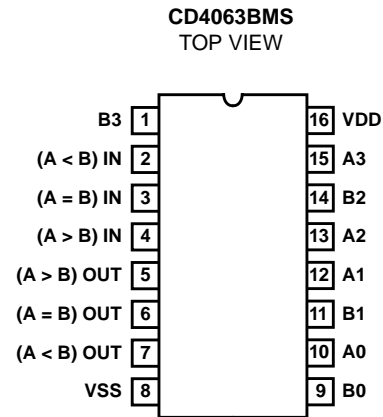 CD4063BMS
TOP VIEW
B3 1 16 VDD
(A < B) IN 2 15 A3
(A = B) IN 3 14 B2
(A > B) IN 4 13 A2
(A > B) OUT 5 12 A1
(A = B) OUT 6 11 B1
(A < B) OUT 7 10 A0
VSS 8 9 B0